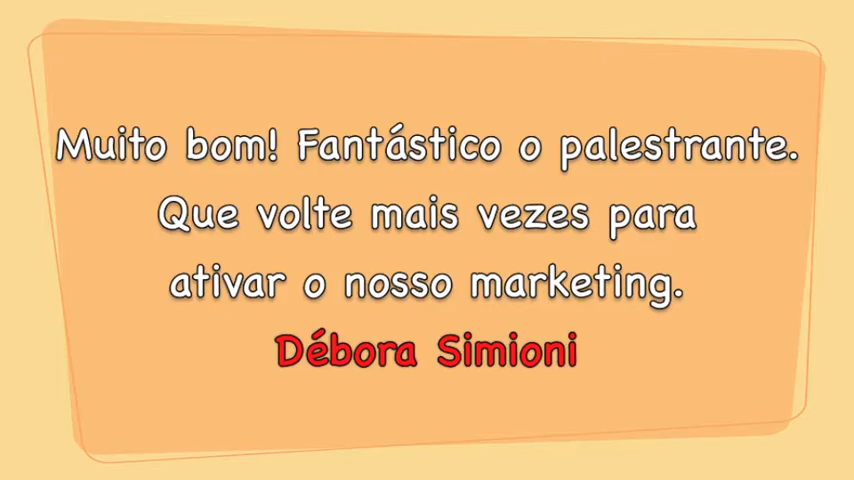 Muito bom! Fantástico o palestrante.
Que volte mais vezes para
ativar o nosso marketing.
Débora Simioni